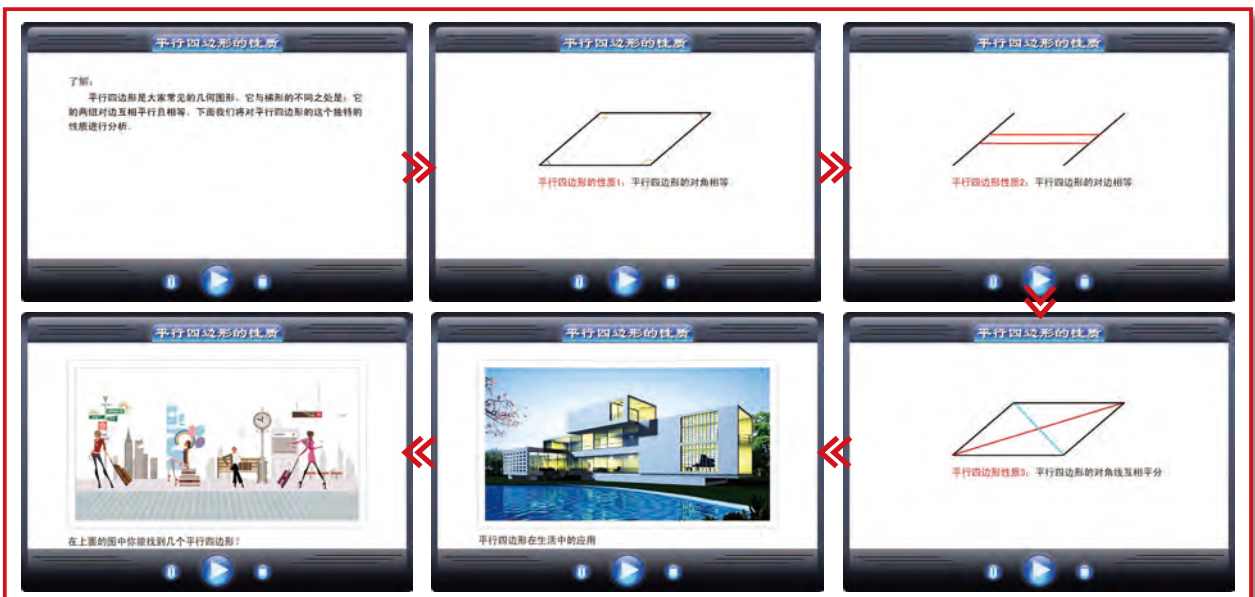 平行四边形的性质
了解：
平行四边形是大家常见的几何图形，它与梯形的不同之处是：它
的两组对边互相平行且相等。下面我们将对平行四边形的这个独特的
性质进行分析.
平行四边形的性质
平行四边形的性质1：平行四边形的对角相等
平行四边形的性质
平行四边形性质2：平行四边形的对边相等
平行四边形的性质
平行四边形性质3：平行四边形的对角线互相平分
平行四边形的性质
平行四边形在生活中的应用
平行四边形的性质
在上面的图中你能找到几个平行四边形？